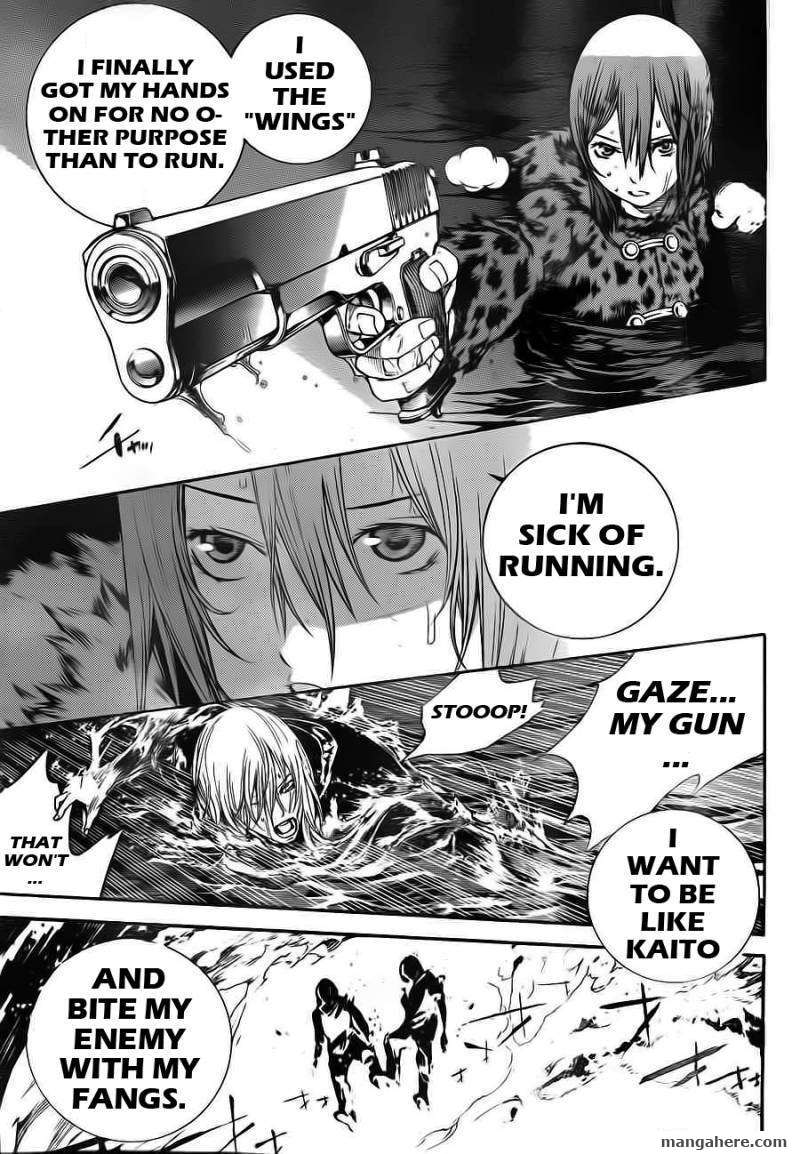 I
USED
THE
"WINGS"
I FINALLY
GOT MY HANDS
ON FOR NO O-
THER PURPOSE
THAN TO RUN.
I'M
SICK OF
RUNNING.
GAZE...
MY GUN
...
STOOOP!
THAT
WON'T
...
I
WANT
TO BE
LIKE
KAITO
AND
BITE MY
ENEMY
WITH MY
FANGS.
mangahere.com